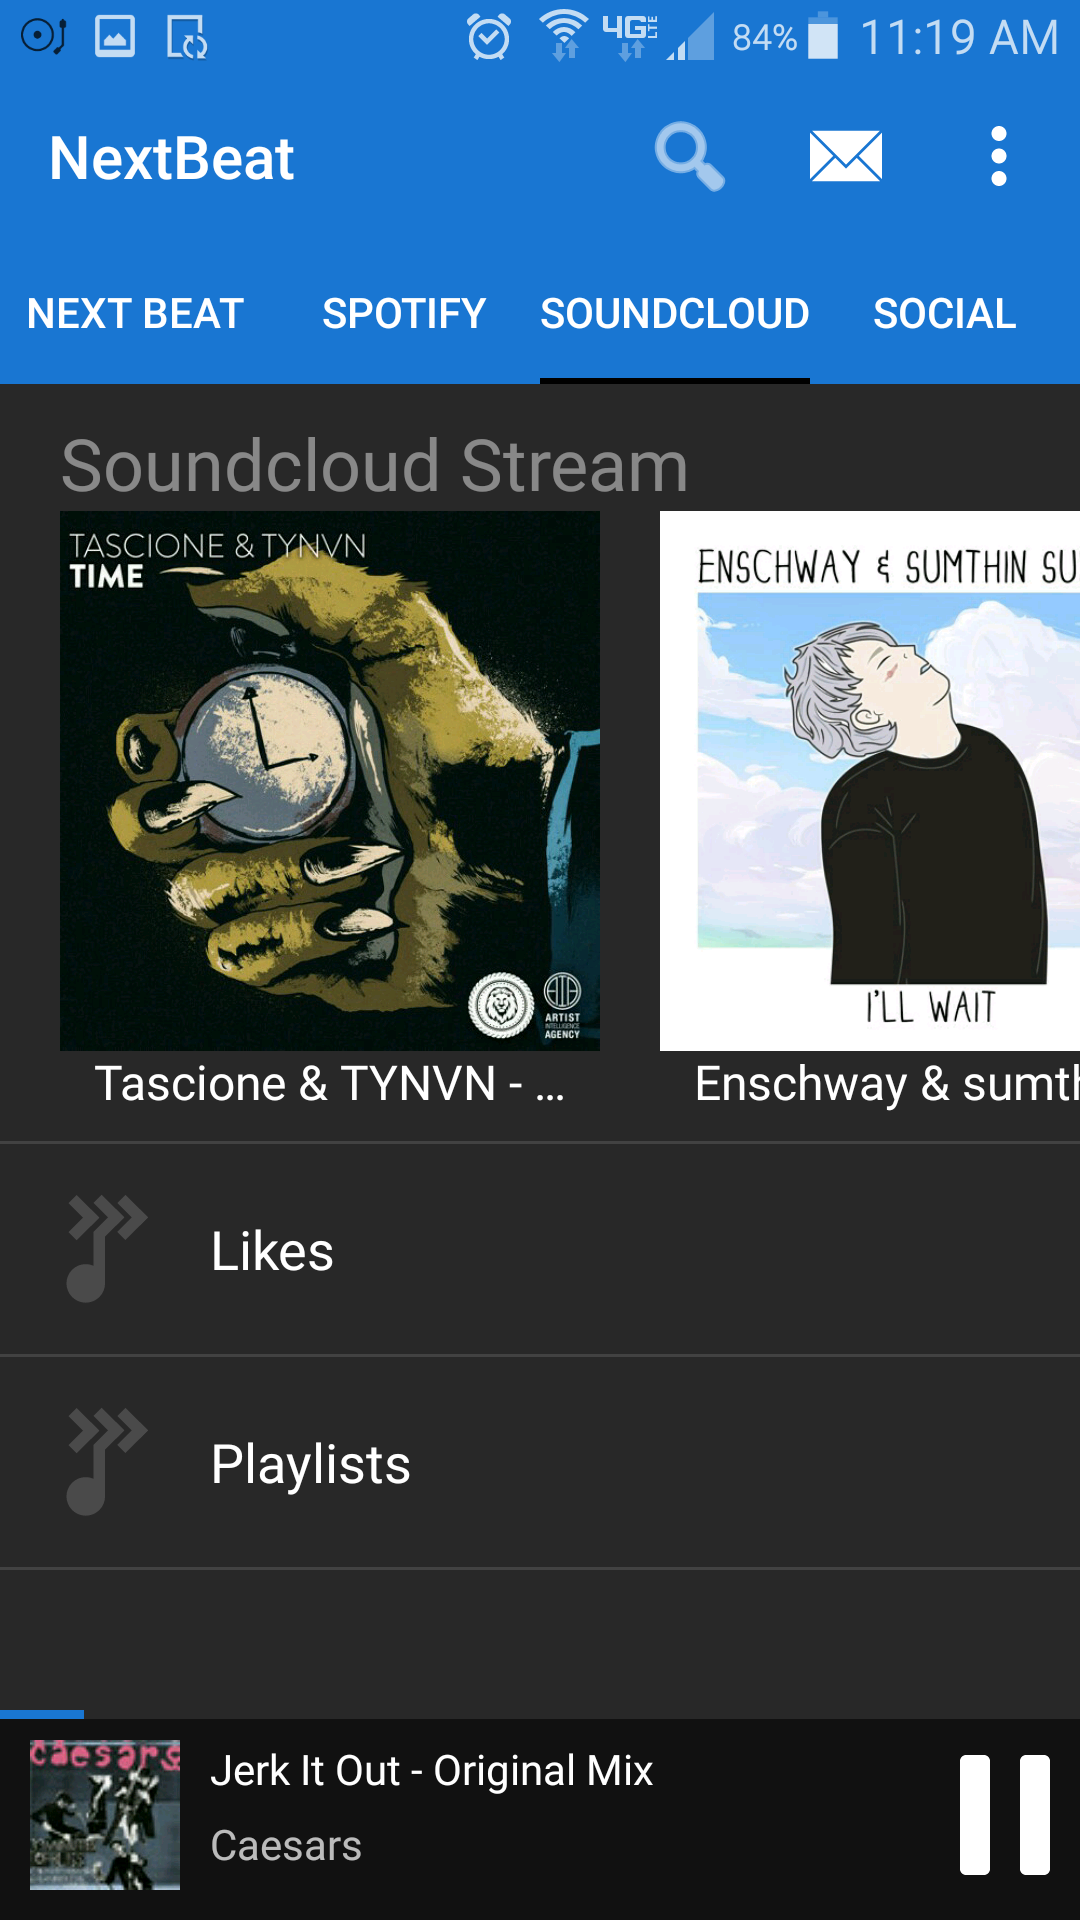 4G LTE 84% 11:19 AM
NextBeat
NEXT BEAT SPOTIFY SOUNDCLOUD SOCIAL
Soundcloud Stream
TASCIONE & TYNVN
TIME
ARTIST
INTELLIGENCE
AGENCY
ENSCHWAY & SUMTHIN SU
I'LL WAIT
Tascione & TYNVN - ...
Enschway & sumth
Likes
Playlists
caesars
Jerk It Out - Original Mix
Caesars